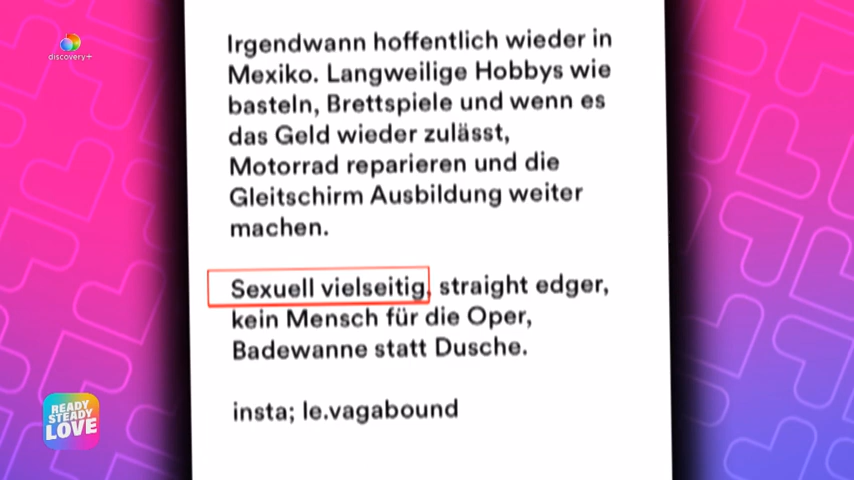 discovery+
Irgendwann hoffentlich wieder in
Mexiko. Langweilige Hobbys wie
basteln, Brettspiele und wenn es
das Geld wieder zulässt,
Motorrad reparieren und die
Gleitschirm Ausbildung weiter
machen.
Sexuell vielseitig, straight edger,
kein Mensch für die Oper,
Badewanne statt Dusche.
insta; le.vagabound
READY
STEADY
LOVE